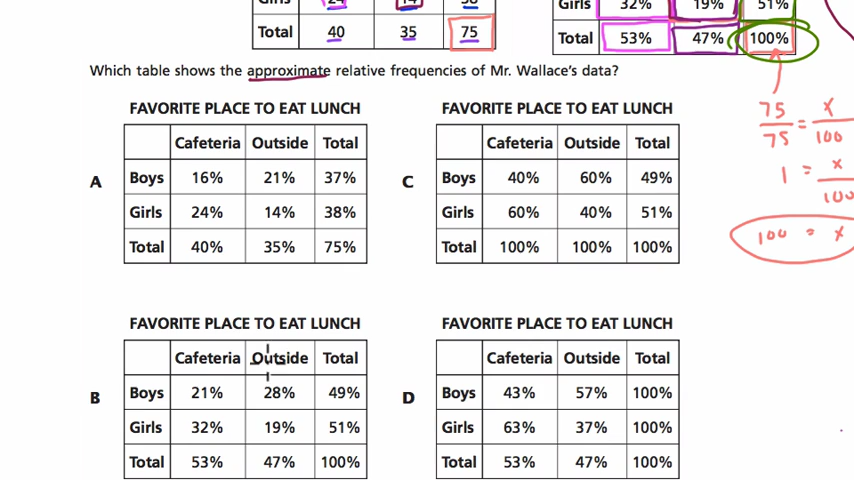 Girls 24 14 38
Total 40 35 75
Girls 32% 19% 51%
Total 53% 47% 100%
Which table shows the approximate relative frequencies of Mr. Wallace's data?
FAVORITE PLACE TO EAT LUNCH
A
Cafeteria Outside Total
Boys 16% 21% 37%
Girls 24% 14% 38%
Total 40% 35% 75%
FAVORITE PLACE TO EAT LUNCH
C
Cafeteria Outside Total
Boys 40% 60% 49%
Girls 60% 40% 51%
Total 100% 100% 100%
75/75 = x/100
1 = x/100
100 = x
FAVORITE PLACE TO EAT LUNCH
B
Cafeteria Outside Total
Boys 21% 28% 49%
Girls 32% 19% 51%
Total 53% 47% 100%
FAVORITE PLACE TO EAT LUNCH
D
Cafeteria Outside Total
Boys 43% 57% 100%
Girls 63% 37% 100%
Total 53% 47% 100%